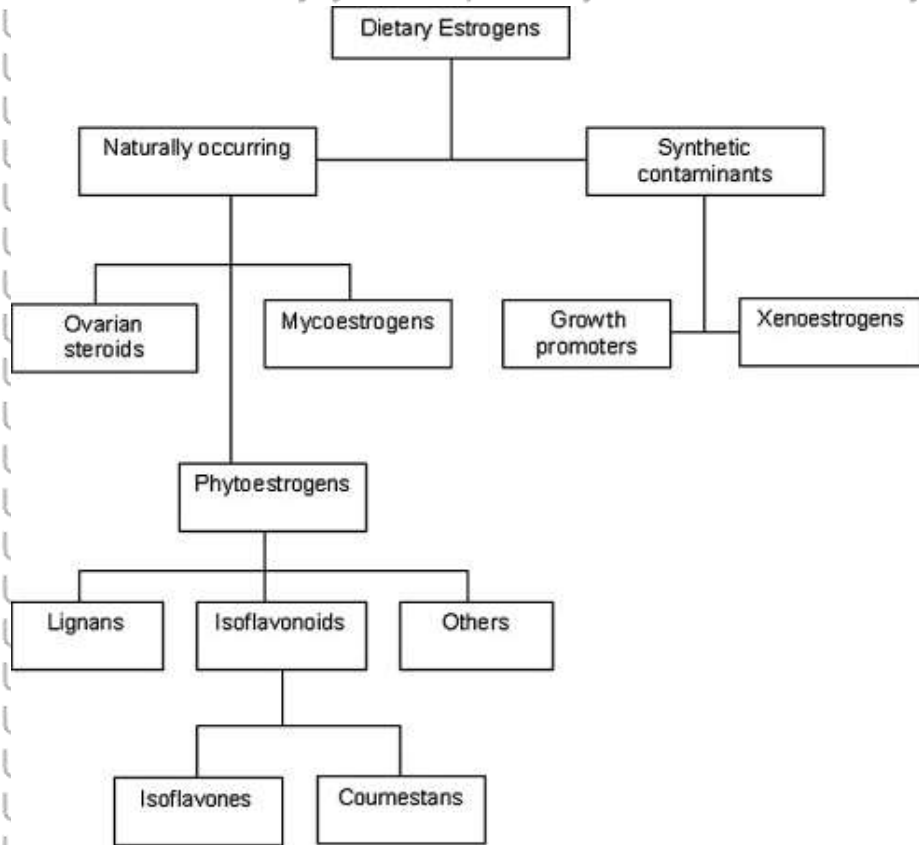 Dietary Estrogens
Naturally occurring
Synthetic
contaminants
Ovarian
steroids
Mycoestrogens
Growth
promoters
Xenoestrogens
Phytoestrogens
Lignans
Isoflavonoids
Others
Isoflavones
Coumestans